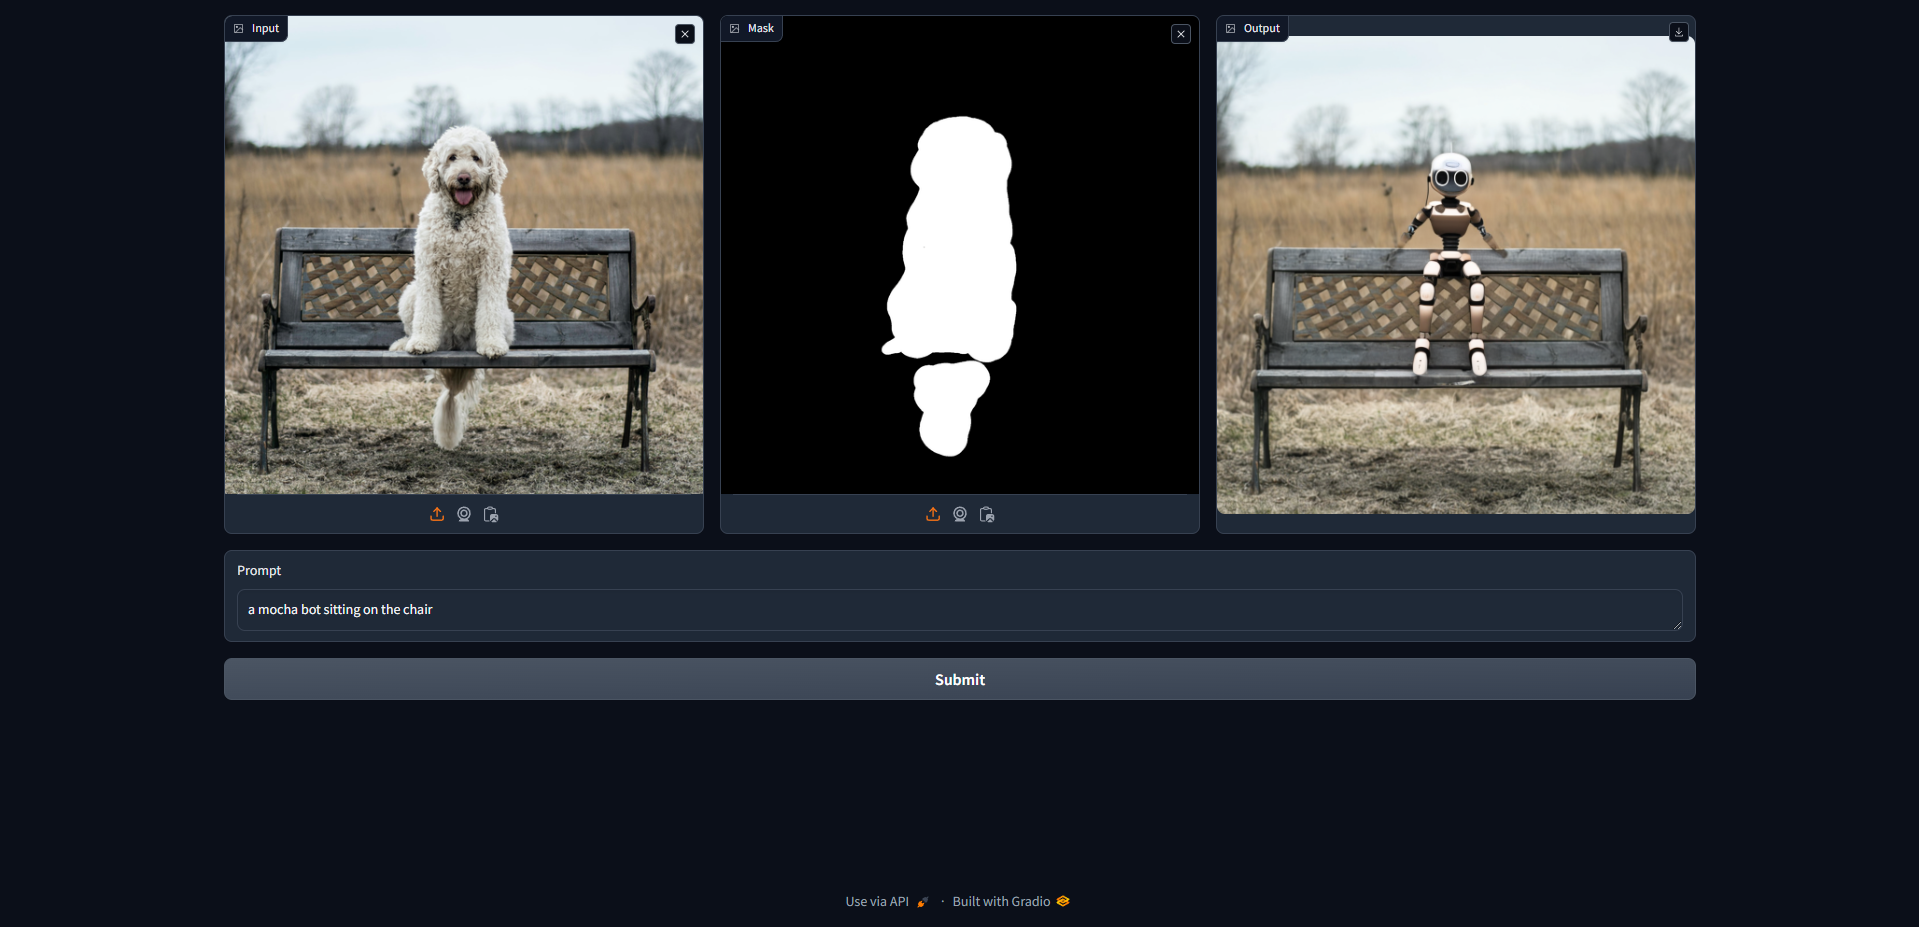 Input
Mask
Output
Prompt
a mocha bot sitting on the chair
Submit
Use via API · Built with Gradio